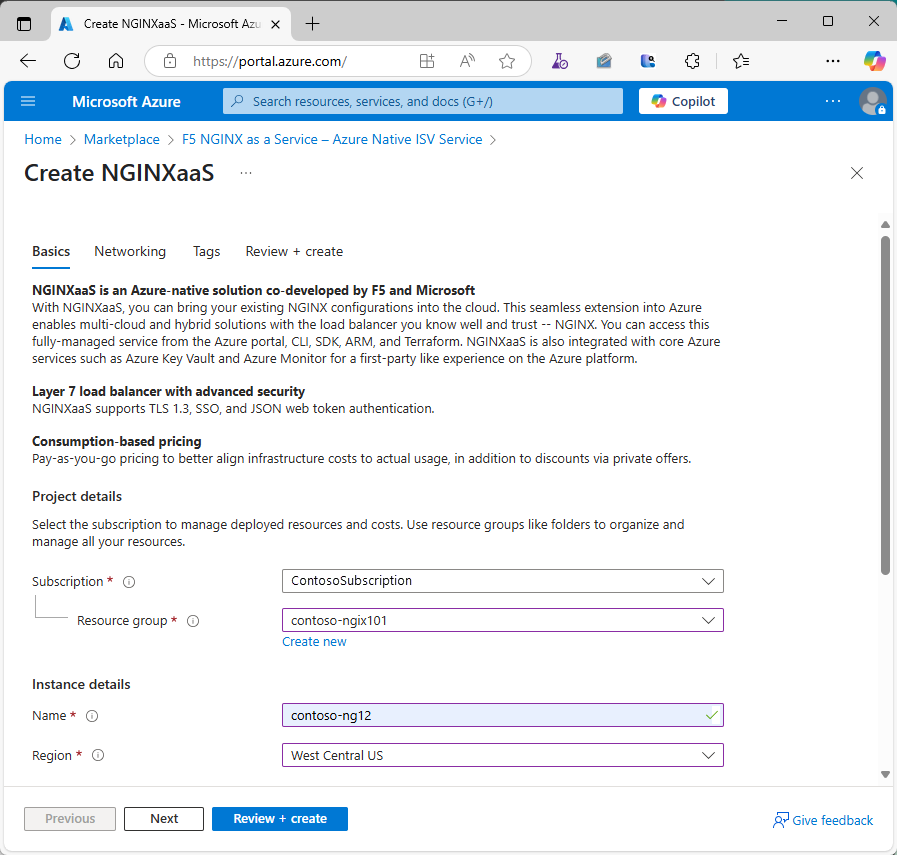 Create NGINXaaS - Microsoft Azu
https://portal.azure.com/
Microsoft Azure
Search resources, services, and docs (G+/)
Copilot
Home > Marketplace > F5 NGINX as a Service – Azure Native ISV Service >
Create NGINXaaS ...
Basics Networking Tags Review + create
NGINXaaS is an Azure-native solution co-developed by F5 and Microsoft
With NGINXaaS, you can bring your existing NGINX configurations into the cloud. This seamless extension into Azure
enables multi-cloud and hybrid solutions with the load balancer you know well and trust -- NGINX. You can access this
fully-managed service from the Azure portal, CLI, SDK, ARM, and Terraform. NGINXaaS is also integrated with core Azure
services such as Azure Key Vault and Azure Monitor for a first-party like experience on the Azure platform.
Layer 7 load balancer with advanced security
NGINXaaS supports TLS 1.3, SSO, and JSON web token authentication.
Consumption-based pricing
Pay-as-you-go pricing to better align infrastructure costs to actual usage, in addition to discounts via private offers.
Project details
Select the subscription to manage deployed resources and costs. Use resource groups like folders to organize and
manage all your resources.
Subscription * ContosoSubscription
Resource group * contoso-ngix101
Create new
Instance details
Name * contoso-ng12
Region * West Central US
Previous Next Review + create Give feedback